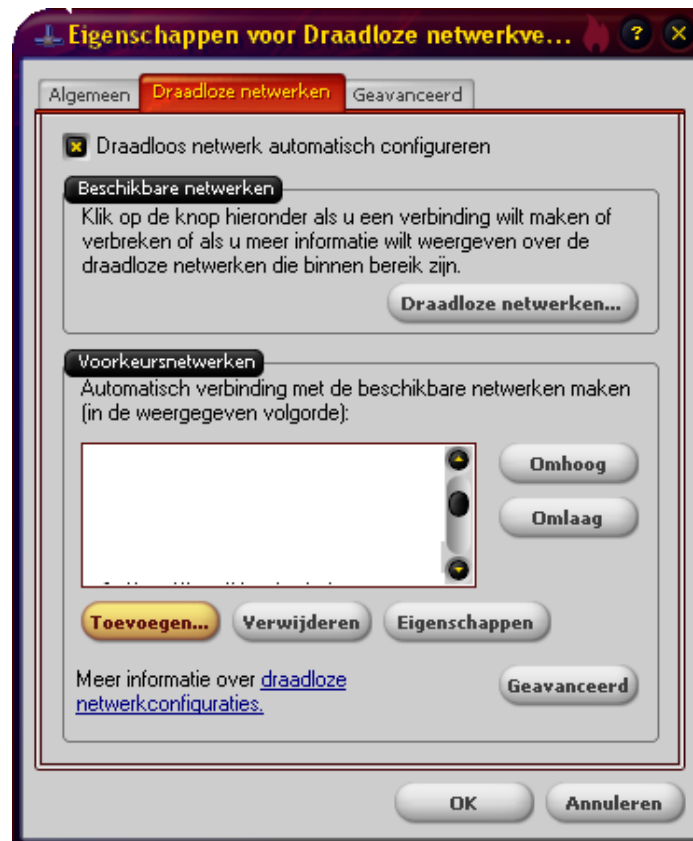 Eigenschappen voor Draadloze netwerkve...
Algemeen Draadloze netwerken Geavanceerd
Draadloos netwerk automatisch configureren
Beschikbare netwerken
Klik op de knop hieronder als u een verbinding wilt maken of
verbreken of als u meer informatie wilt weergeven over de
draadloze netwerken die binnen bereik zijn.
Draadloze netwerken...
Voorkeursnetwerken
Automatisch verbinding met de beschikbare netwerken maken
(in de weergegeven volgorde):
Omhoog
Omlaag
Toevoegen... Verwijderen Eigenschappen
Meer informatie over draadloze
netwerkconfiguraties.
Geavanceerd
OK Annuleren